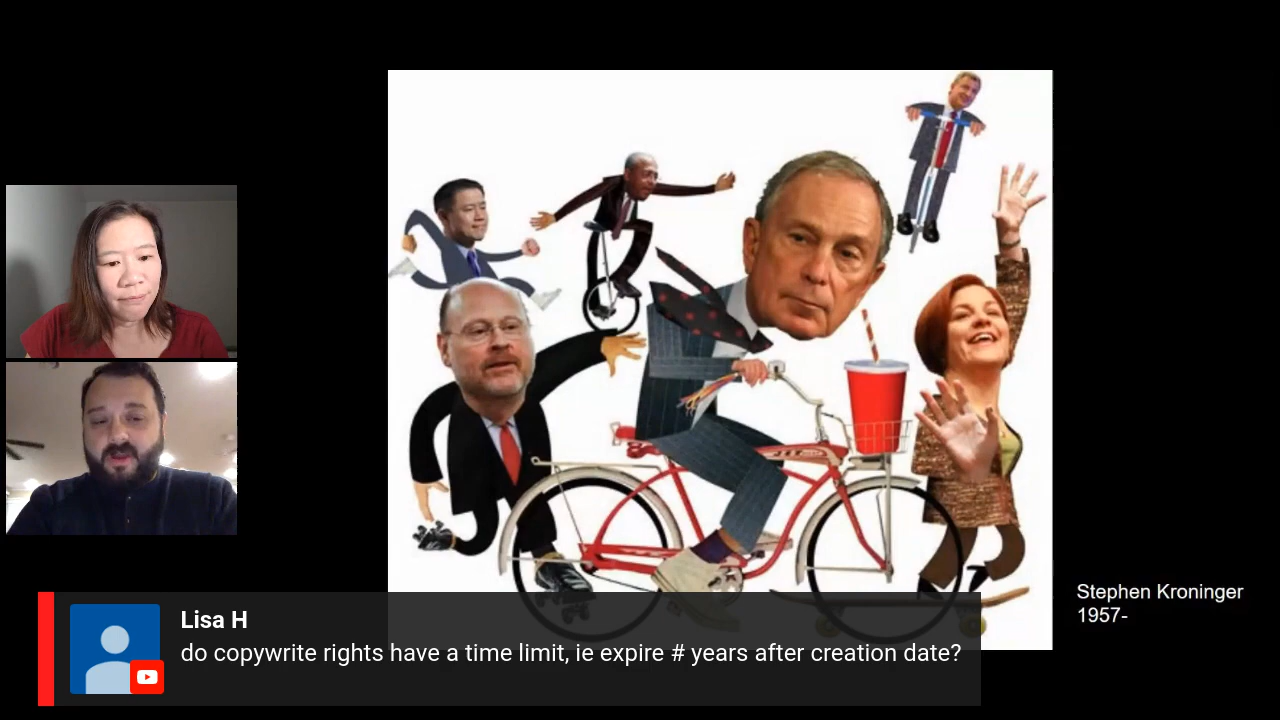 Stephen Kroninger
1957-
Lisa H
do copywrite rights have a time limit, ie expire # years after creation date?